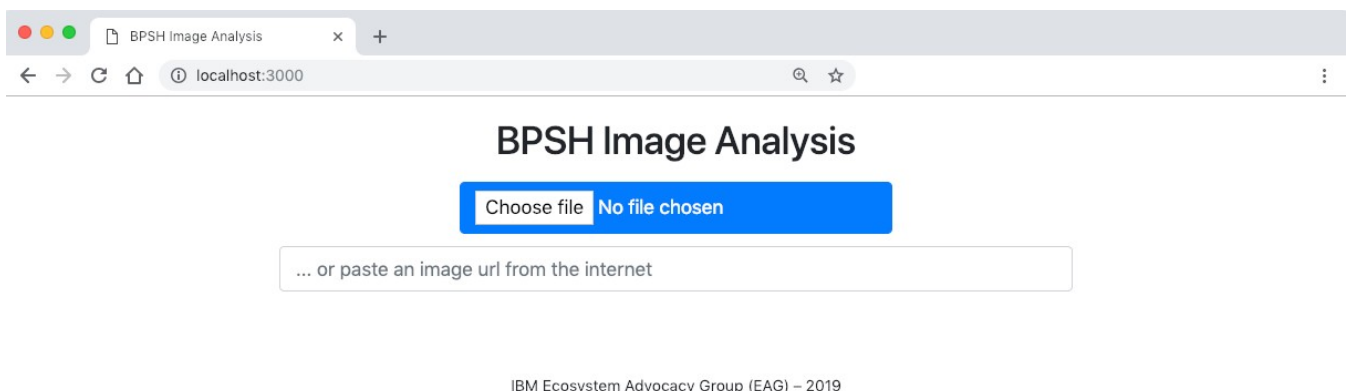 BPSH Image Analysis
localhost:3000
BPSH Image Analysis
Choose file No file chosen
... or paste an image url from the internet
IBM Ecosystem Advocacy Group (EAG) – 2019